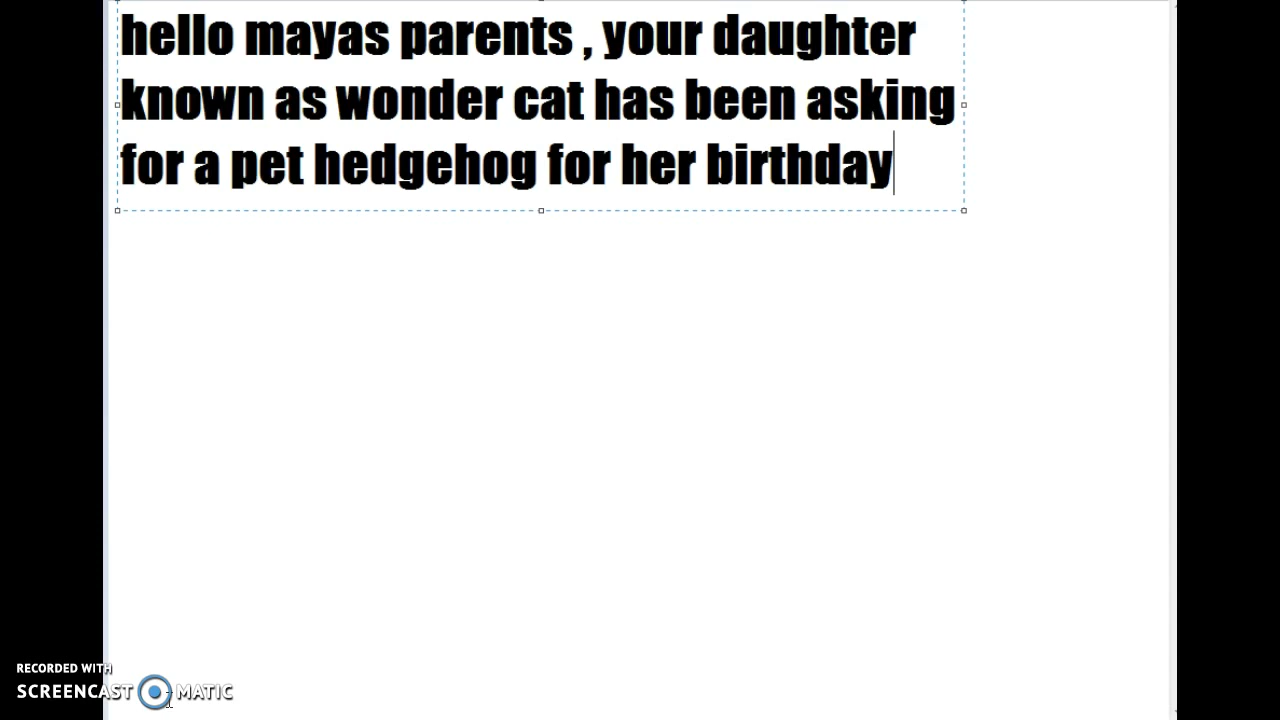 hello mayas parents , your daughter
known as wonder cat has been asking
for a pet hedgehog for her birthday
RECORDED WITH
SCREENCAST MATIC